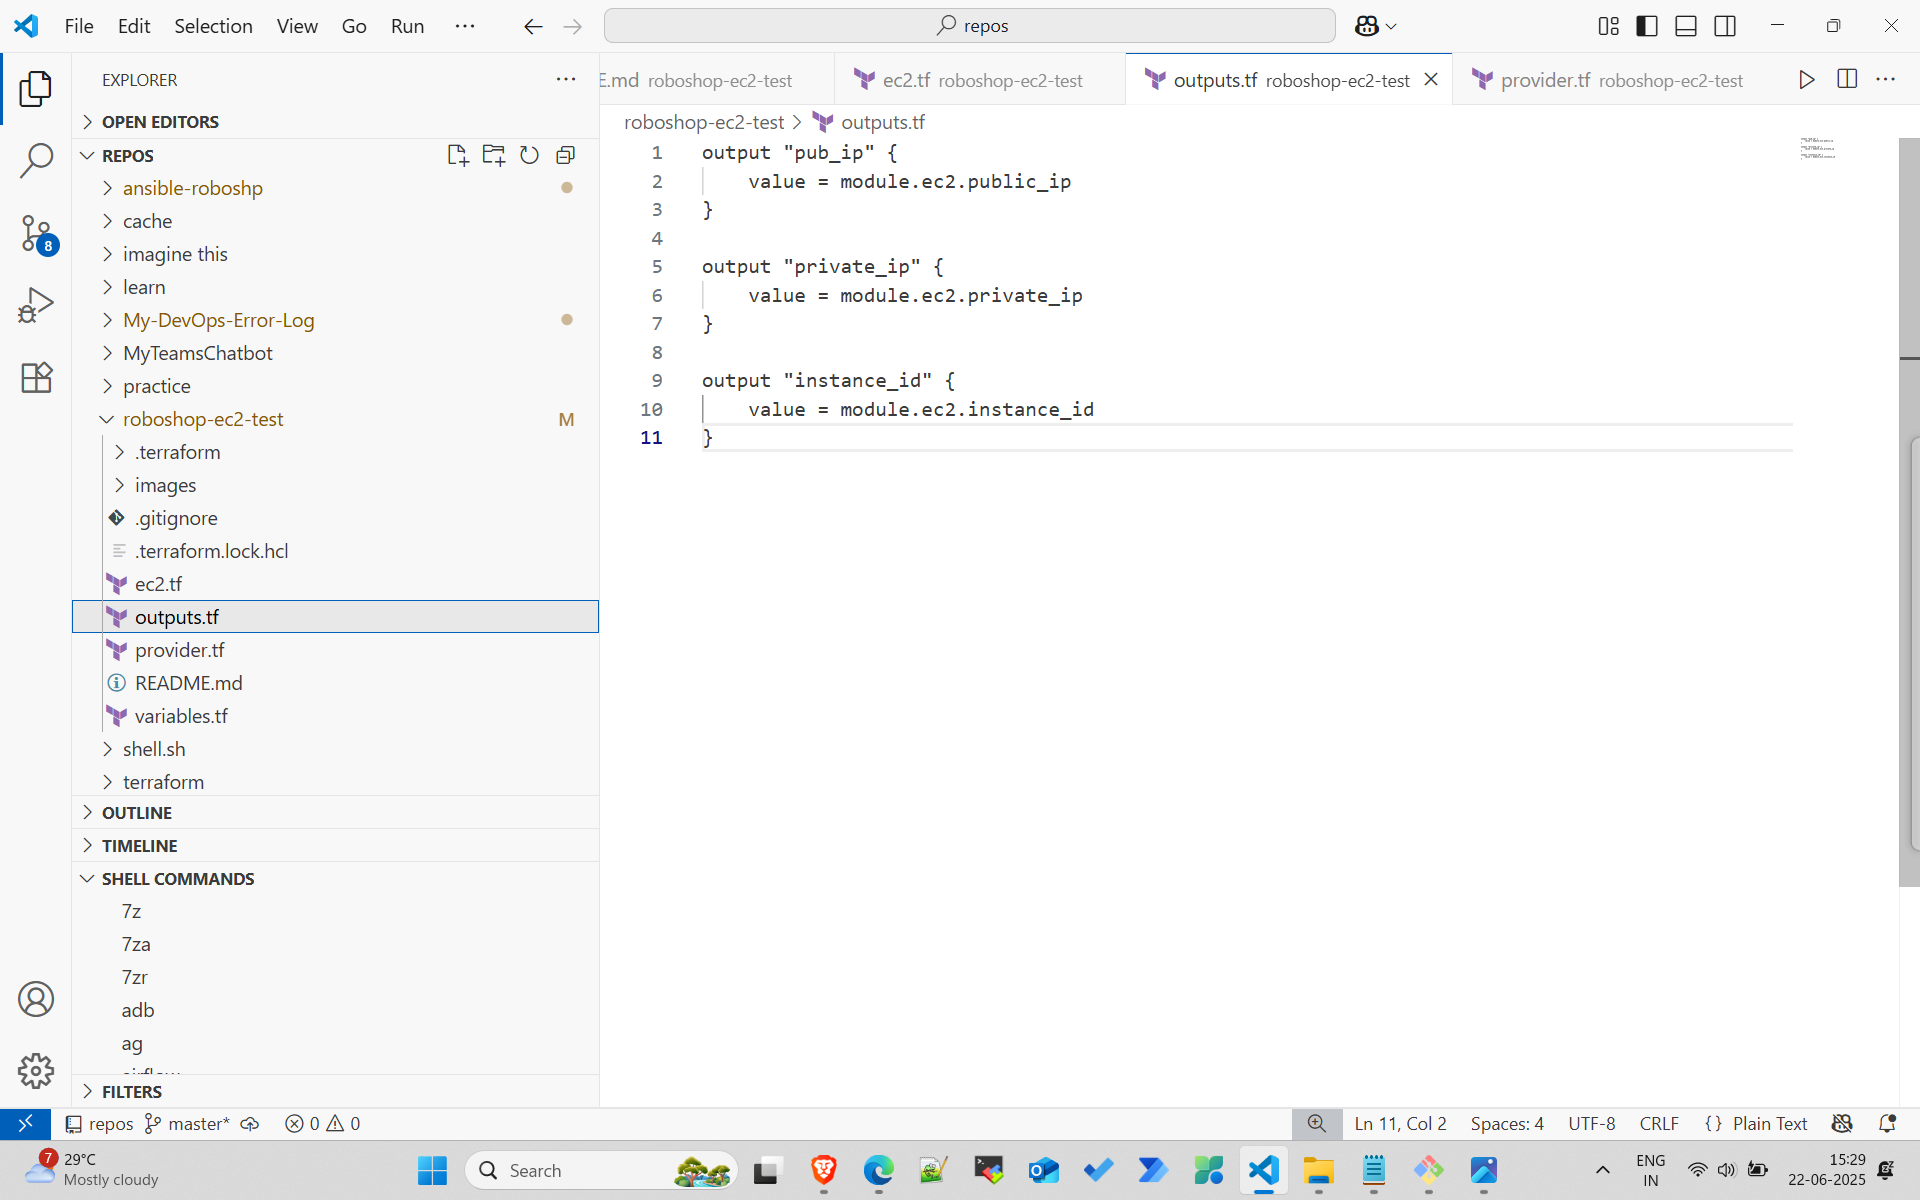 File Edit Selection View Go Run ···
repos
EXPLORER
E.md roboshop-ec2-test
ec2.tf roboshop-ec2-test
outputs.tf roboshop-ec2-test
provider.tf roboshop-ec2-test
OPEN EDITORS
REPOS
ansible-roboshp
cache
imagine this
learn
My-DevOps-Error-Log
MyTeamsChatbot
practice
roboshop-ec2-test M
.terraform
images
.gitignore
.terraform.lock.hcl
ec2.tf
outputs.tf
provider.tf
README.md
variables.tf
shell.sh
terraform
OUTLINE
TIMELINE
SHELL COMMANDS
7z
7za
7zr
adb
ag
FILTERS
8
roboshop-ec2-test > outputs.tf
1 output "pub_ip" {
2 value = module.ec2.public_ip
3 }
4
5 output "private_ip" {
6 value = module.ec2.private_ip
7 }
8
9 output "instance_id" {
10 value = module.ec2.instance_id
11 }
repos master* 0 0
Ln 11, Col 2 Spaces: 4 UTF-8 CRLF {} Plain Text
7
29°C
Mostly cloudy
Search
ENG
IN
15:29
22-06-2025